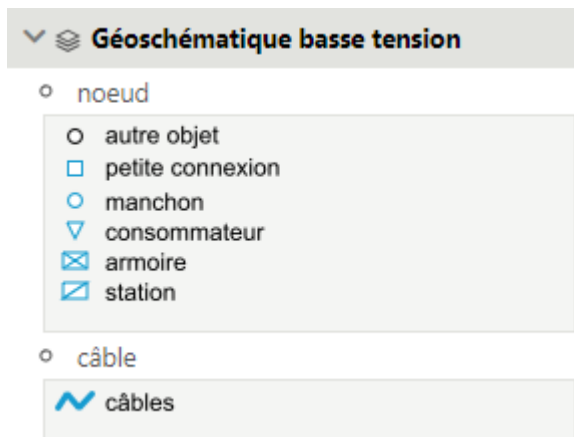 Géoschématique basse tension
noeud
autre objet
petite connexion
manchon
consommateur
armoire
station
câble
câbles